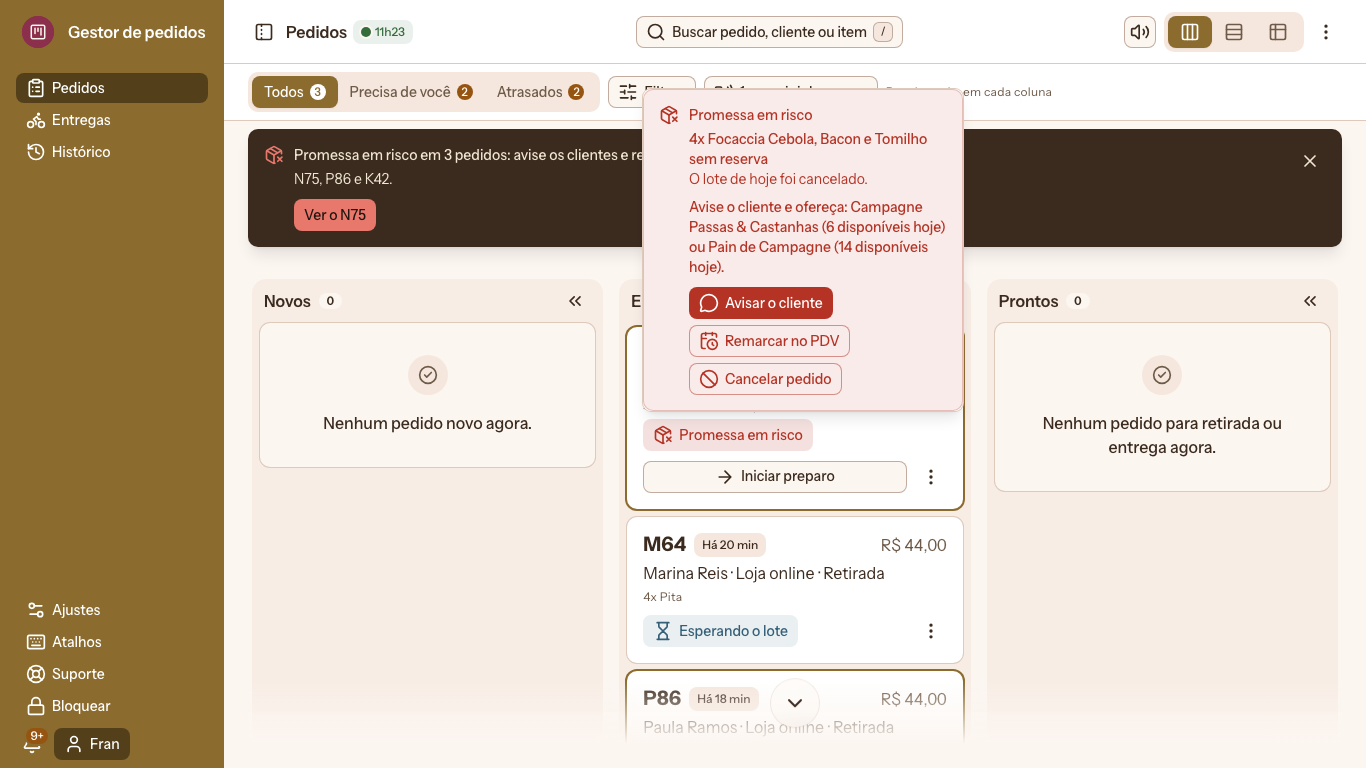 Gestor de pedidos
Pedidos
Entregas
Histórico
Ajustes
Atalhos
Suporte
Bloquear
9+
Fran
Pedidos
11h23
Buscar pedido, cliente ou item
/
Todos 3
Precisa de você 2
Atrasados 2
em cada coluna
Promessa em risco em 3 pedidos: avise os clientes e
N75, P86 e K42.
Ver o N75
Promessa em risco
4x Focaccia Cebola, Bacon e Tomilho
sem reserva
O lote de hoje foi cancelado.
Avise o cliente e ofereça: Campagne
Passas & Castanhas (6 disponíveis hoje)
ou Pain de Campagne (14 disponíveis
hoje).
Avisar o cliente
Remarcar no PDV
Cancelar pedido
Novos 0
Nenhum pedido novo agora.
Promessa em risco
Iniciar preparo
M64 Há 20 min R$ 44,00
Marina Reis · Loja online · Retirada
4x Pita
Esperando o lote
P86 Há 18 min R$ 44,00
Paula Ramos · Loja online · Retirada
Prontos 0
Nenhum pedido para retirada ou
entrega agora.